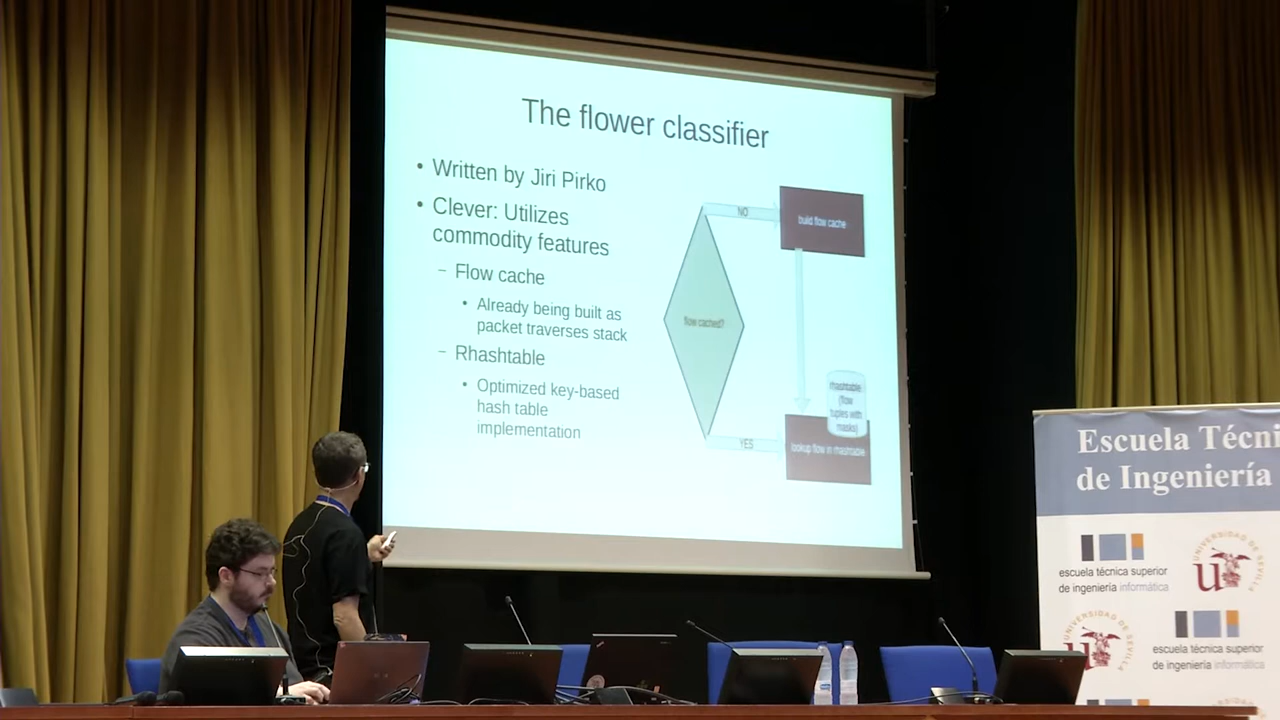 The flower classifier
• Written by Jiri Pirko
• Clever: Utilizes
commodity features
– Flow cache
• Already being built as
packet traverses stack
– Rhashtable
• Optimized key-based
hash table
implementation
NO
build flow cache
flow cached?
rhashtable
(flow
tuples with
masks)
YES
lookup flow in rhashtable
Escuela Técni
de Ingeniería
escuela técnica superior
de ingeniería informática
UNIVERSIDAD DE SEVILLA
escuela técnica superior
de ingeniería informática